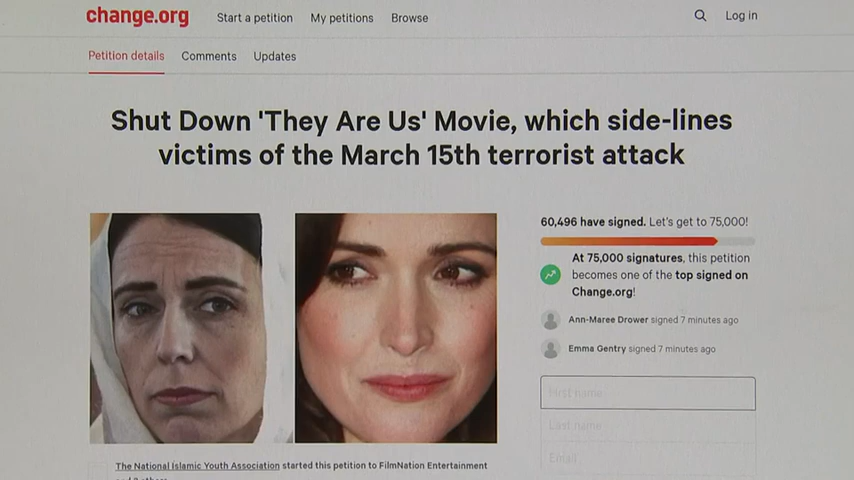 change.org
Start a petition
My petitions
Browse
Log in
Petition details
Comments
Updates
Shut Down 'They Are Us' Movie, which side-lines
victims of the March 15th terrorist attack
60,496 have signed. Let's get to 75,000!
At 75,000 signatures, this petition
becomes one of the top signed on
Change.org!
Ann-Maree Drower signed 7 minutes ago
Emma Gentry signed 7 minutes ago
First name
Last name
Email
The National Islamic Youth Association started this petition to FilmNation Entertainment